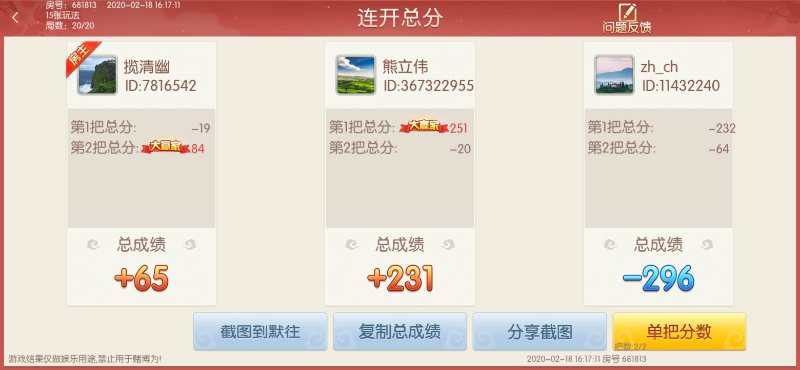 房号：681813 2020-02-18 16:17:11
15张玩法
局数：20/20
连开总分
问题反馈
房主
揽清幽
ID:7816542
第1把总分: -19
第2把总分: 大赢家 84
总成绩
+65
熊立伟
ID:367322955
第1把总分: 大赢家 251
第2把总分: -20
总成绩
+231
zh_ch
ID:11432240
第1把总分: -232
第2把总分: -64
总成绩
-296
截图到默往
复制总成绩
分享截图
单把分数
把数:2/2
游戏结果仅做娱乐用途,禁止用于赌博为!
2020-02-18 16:17:11 房号 681813